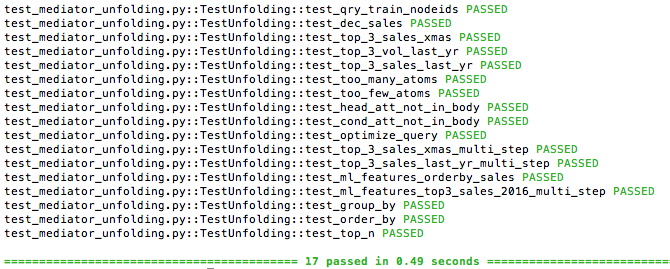 test_mediator_unfolding.py::TestUnfolding::test_qry_train_nodeids PASSED
test_mediator_unfolding.py::TestUnfolding::test_dec_sales PASSED
test_mediator_unfolding.py::TestUnfolding::test_top_3_sales_xmas PASSED
test_mediator_unfolding.py::TestUnfolding::test_top_3_vol_last_yr PASSED
test_mediator_unfolding.py::TestUnfolding::test_top_3_sales_last_yr PASSED
test_mediator_unfolding.py::TestUnfolding::test_too_many_atoms PASSED
test_mediator_unfolding.py::TestUnfolding::test_too_few_atoms PASSED
test_mediator_unfolding.py::TestUnfolding::test_head_att_not_in_body PASSED
test_mediator_unfolding.py::TestUnfolding::test_cond_att_not_in_body PASSED
test_mediator_unfolding.py::TestUnfolding::test_optimize_query PASSED
test_mediator_unfolding.py::TestUnfolding::test_top_3_sales_xmas_multi_step PASSED
test_mediator_unfolding.py::TestUnfolding::test_top_3_sales_last_yr_multi_step PASSED
test_mediator_unfolding.py::TestUnfolding::test_ml_features_orderby_sales PASSED
test_mediator_unfolding.py::TestUnfolding::test_ml_features_top3_sales_2016_multi_step PASSED
test_mediator_unfolding.py::TestUnfolding::test_group_by PASSED
test_mediator_unfolding.py::TestUnfolding::test_order_by PASSED
test_mediator_unfolding.py::TestUnfolding::test_top_n PASSED
========================================== 17 passed in 0.49 seconds ==========================